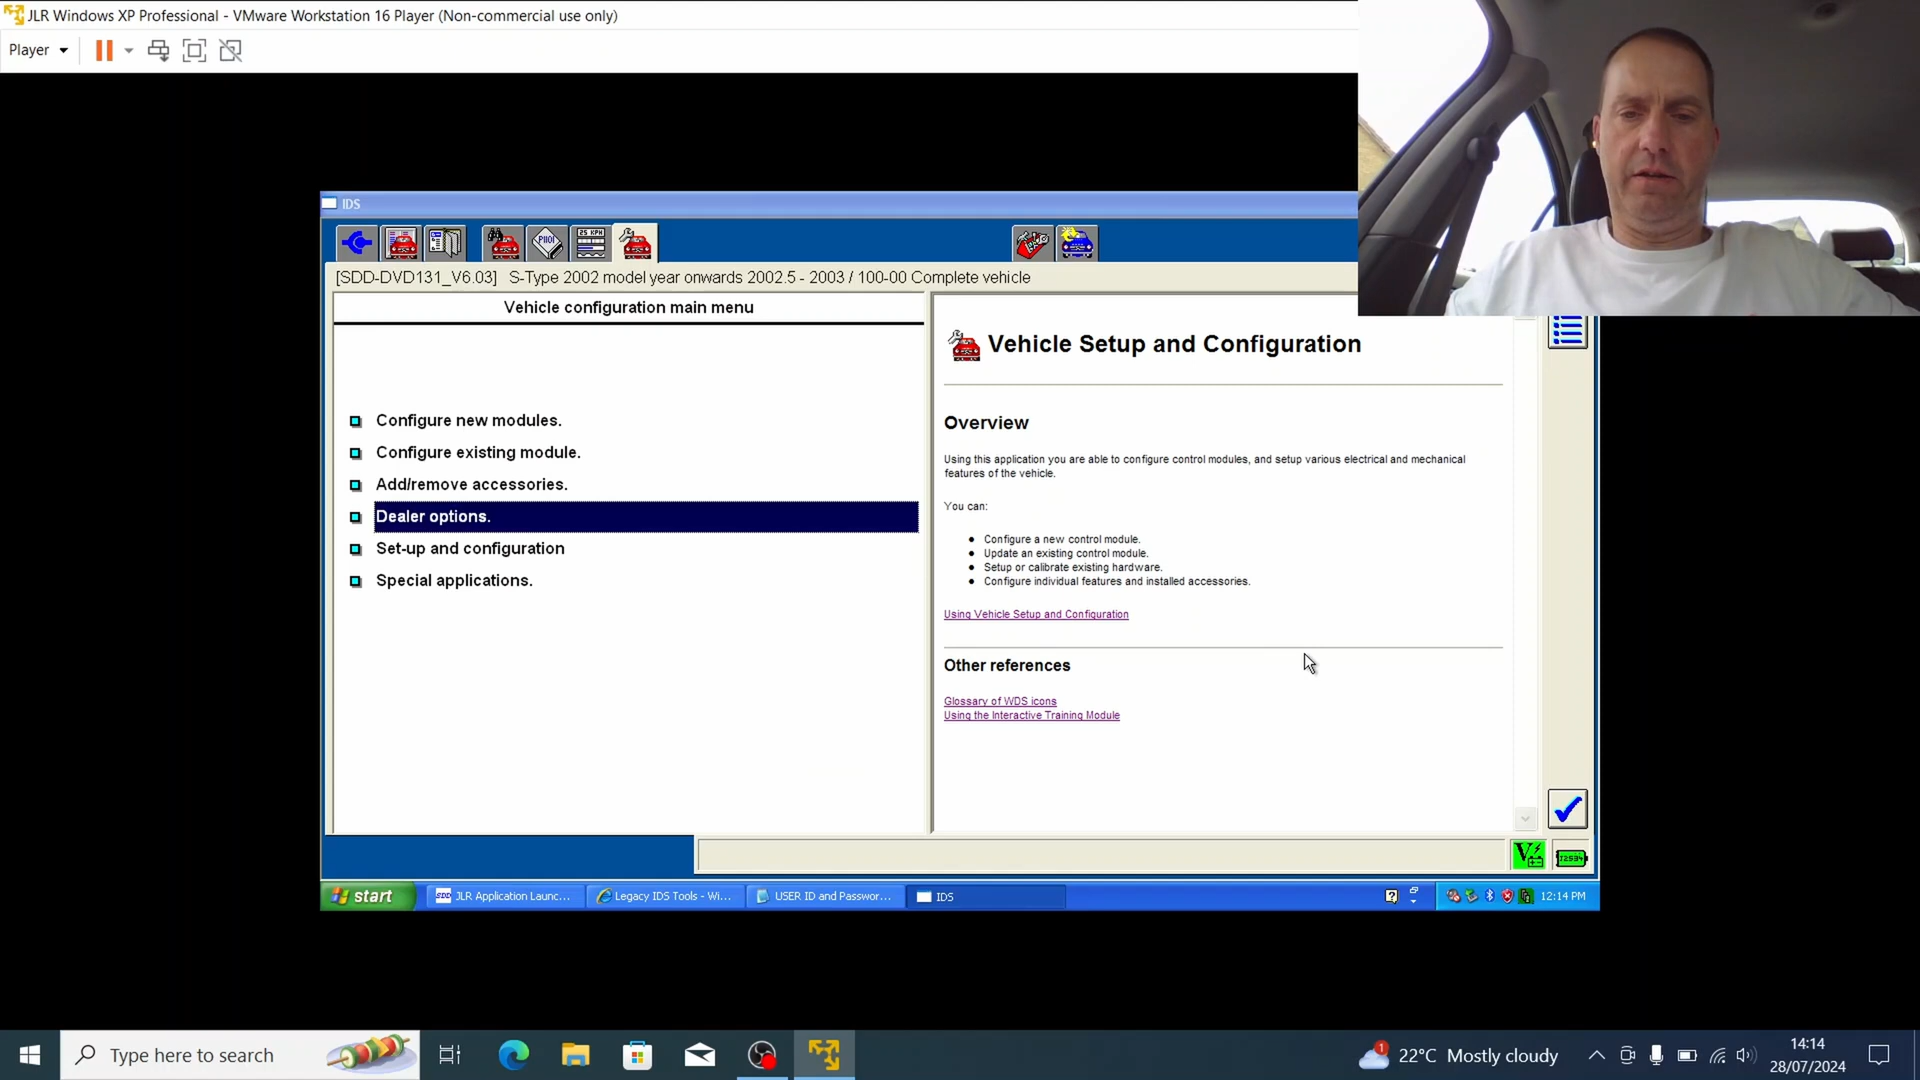 JLR Windows XP Professional - VMware Workstation 16 Player (Non-commercial use only)
Player
IDS
25 KPH
[SDD-DVD131_V6.03] S-Type 2002 model year onwards 2002.5 - 2003 / 100-00 Complete vehicle
Vehicle configuration main menu
Configure new modules.
Configure existing module.
Add/remove accessories.
Dealer options.
Set-up and configuration
Special applications.
Vehicle Setup and Configuration
Overview
Using this application you are able to configure control modules, and setup various electrical and mechanical
features of the vehicle.
You can:
Configure a new control module.
Update an existing control module.
Setup or calibrate existing hardware.
Configure individual features and installed accessories.
Using Vehicle Setup and Configuration
Other references
Glossary of WDS icons
Using the Interactive Training Module
start
SDD JLR Application Launc...
Legacy IDS Tools - Wi...
USER ID and Passwor...
IDS
12:14 PM
Type here to search
1
22°C Mostly cloudy
14:14
28/07/2024